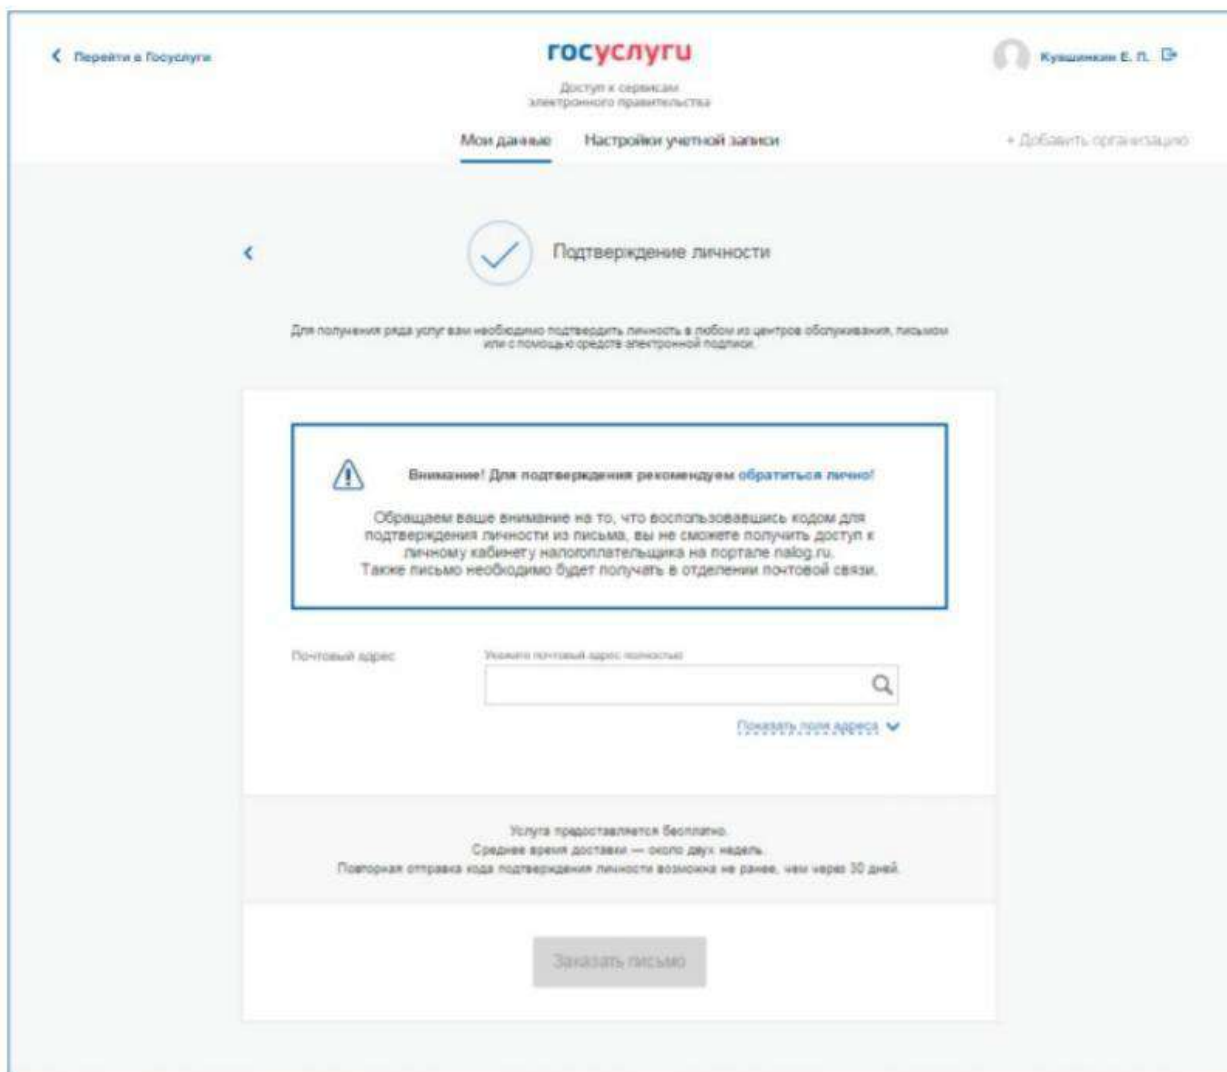 Перейти в Госуслуги
госуслуги
Кувшинкин Е. П.
Доступ к сервисам
электронного правительства
Мои данные
Настройки учетной записи
+ Добавить организацию
Подтверждение личности
Для получения ряда услуг вам необходимо подтвердить личность в любом из центров обслуживания, письмом
или с помощью средств электронной подписи.
Внимание! Для подтверждения рекомендуем обратиться лично!
Обращаем ваше внимание на то, что воспользовавшись кодом для
подтверждения личности из письма, вы не сможете получить доступ к
личному кабинету налогоплательщика на портале nalog.ru.
Также письмо необходимо будет получать в отделении почтовой связи.
Почтовый адрес
Укажите почтовый адрес полностью
Показать поля адреса
Услуга предоставляется бесплатно.
Среднее время доставки — около двух недель.
Повторная отправка кода подтверждения личности возможна не ранее, чем через 30 дней.
Заказать письмо